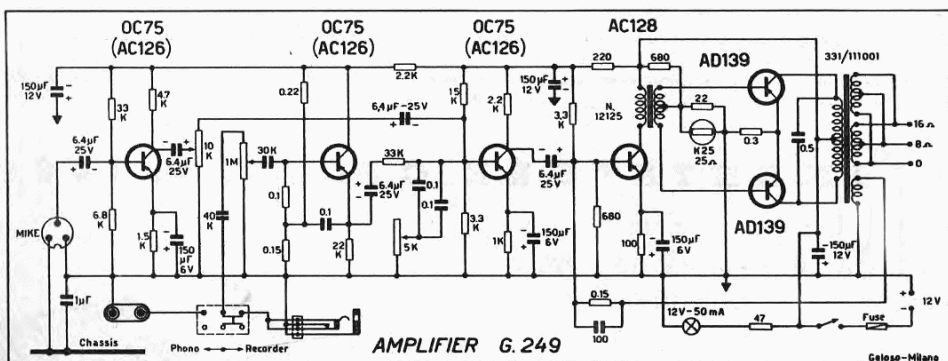 OC75
(AC126)
OC75
(AC126)
OC75
(AC126)
AC128
AD139
331/111001
150µF
12V
33
K
4.7
K
0.22
2.2K
6,4µF-25V
15
K
2.2
K
150µF
12V
3.3
K
220
680
N.
12125
22
K25
25Ω
0.3
0.5
16Ω
8Ω
0
6.4µF
25V
6.4µF
25V
10
K
1M
30K
33K
6.4µF
25V
0.1
0.1
6.4µF
25V
AD139
MIKE
6.8
K
1.5
K
150
µF
6V
40
K
0.1
0.1
0.15
22
K
5K
3.3
K
1K
150µF
6V
680
100
150µF
6V
150µF
12V
1µF
0.15
100
12V-50mA
47
Fuse
12V
Chassis
Phono
Recorder
AMPLIFIER G.249
Geloso-Milano